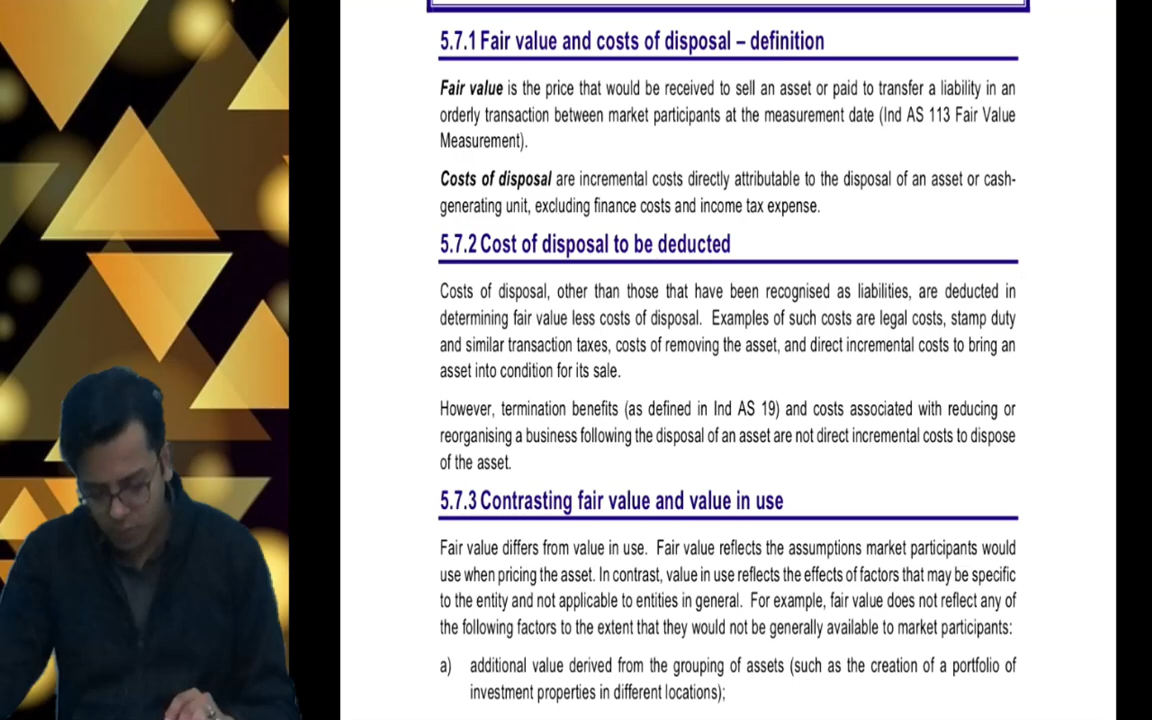 5.7.1 Fair value and costs of disposal – definition
Fair value is the price that would be received to sell an asset or paid to transfer a liability in an
orderly transaction between market participants at the measurement date (Ind AS 113 Fair Value
Measurement).
Costs of disposal are incremental costs directly attributable to the disposal of an asset or cash-
generating unit, excluding finance costs and income tax expense.
5.7.2 Cost of disposal to be deducted
Costs of disposal, other than those that have been recognised as liabilities, are deducted in
determining fair value less costs of disposal. Examples of such costs are legal costs, stamp duty
and similar transaction taxes, costs of removing the asset, and direct incremental costs to bring an
asset into condition for its sale.
However, termination benefits (as defined in Ind AS 19) and costs associated with reducing or
reorganising a business following the disposal of an asset are not direct incremental costs to dispose
of the asset.
5.7.3 Contrasting fair value and value in use
Fair value differs from value in use. Fair value reflects the assumptions market participants would
use when pricing the asset. In contrast, value in use reflects the effects of factors that may be specific
to the entity and not applicable to entities in general. For example, fair value does not reflect any of
the following factors to the extent that they would not be generally available to market participants:
a) additional value derived from the grouping of assets (such as the creation of a portfolio of
investment properties in different locations);